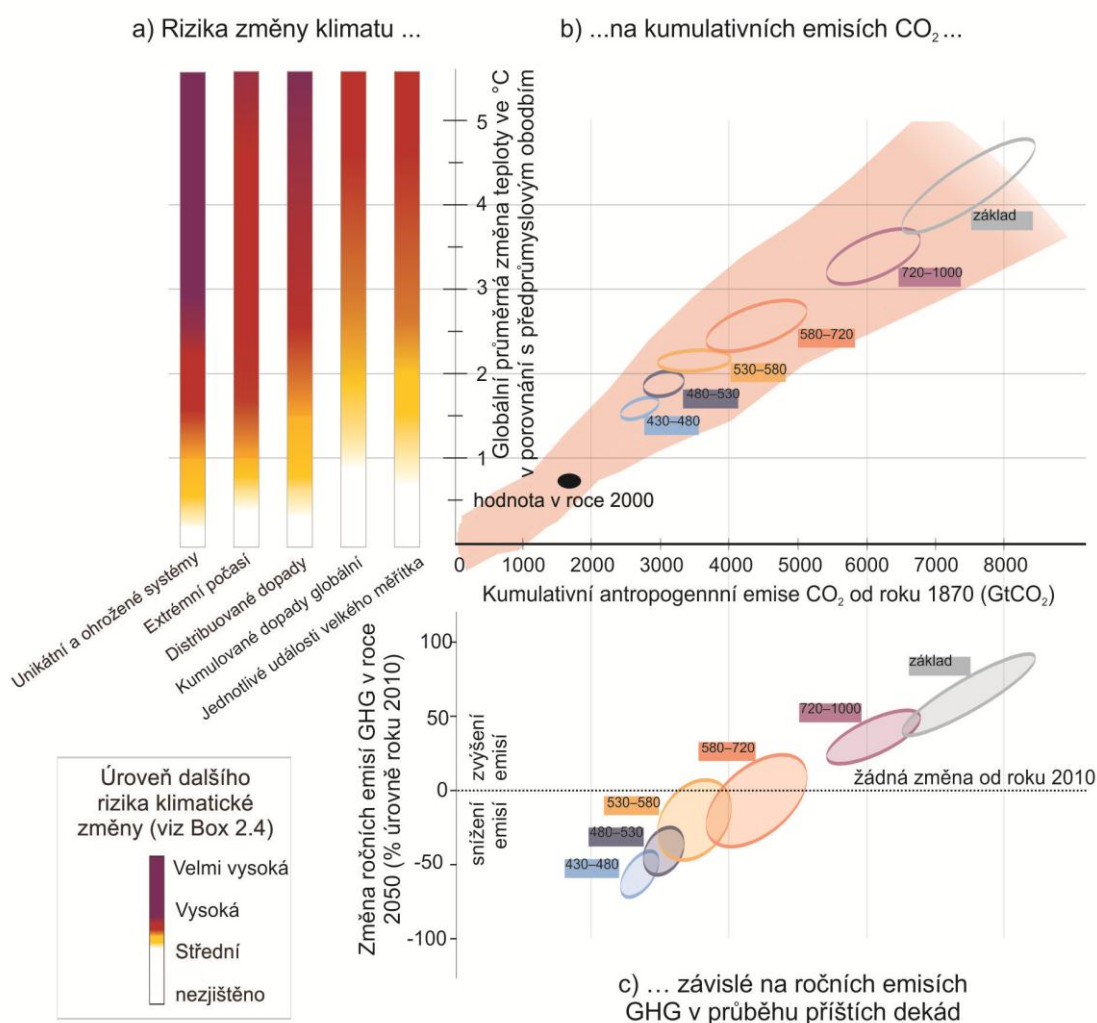 a) Rizika změny klimatu ...
b) ...na kumulativních emisích CO₂...
Globální průměrná změna teploty ve °C
v porovnání s předprůmyslovým obodbím
5
4
3
2
1
základ
720–1000
580–720
530–580
480–530
430–480
hodnota v roce 2000
0 1000 2000 3000 4000 5000 6000 7000 8000
Kumulativní antropogennní emise CO₂ od roku 1870 (GtCO₂)
Unikátní a ohrožené systémy
Extrémní počasí
Distribuované dopady
Kumulované dopady globální
Jednotlivé události velkého měřítka
Změna ročních emisí GHG v roce
2050 (% úrovně roku 2010)
100
50
0
-50
-100
zvýšení
emisí
snížení
emisí
základ
720–1000
580–720
žádná změna od roku 2010
530–580
480–530
430–480
Úroveň dalšího
rizika klimatické
změny (viz Box 2.4)
Velmi vysoká
Vysoká
Střední
nezjištěno
c) ... závislé na ročních emisích
GHG v průběhu příštích dekád